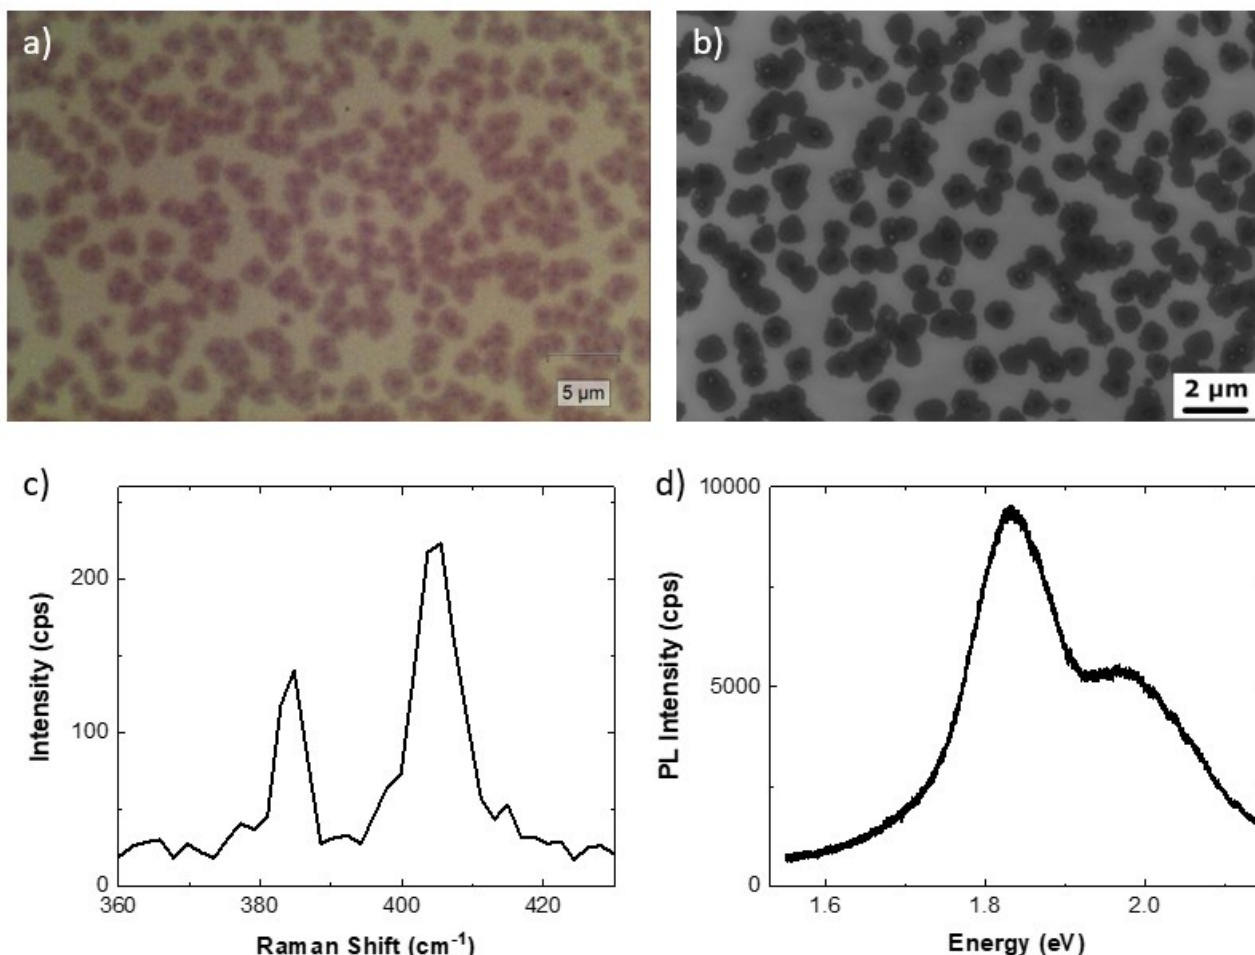 a)
5 µm
b)
2 µm
c)
Intensity (cps)
200
100
0
360
380
400
420
Raman Shift (cm⁻¹)
d)
PL Intensity (cps)
10000
5000
0
1.6
1.8
2.0
Energy (eV)